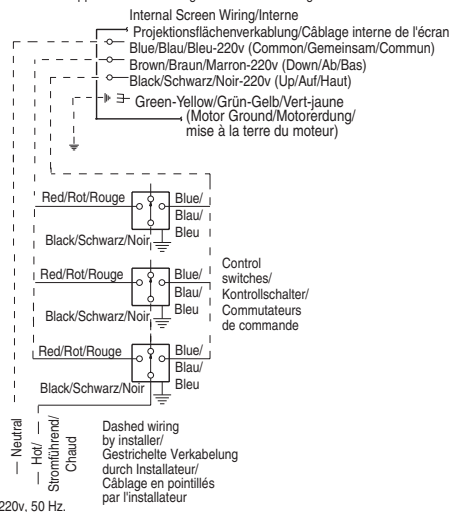 Internal Screen Wiring/Interne
Projektionsflächenverkablung/Câblage interne de l'écran
Blue/Blau/Bleu-220v (Common/Gemeinsam/Commun)
Brown/Braun/Marron-220v (Down/Ab/Bas)
Black/Schwarz/Noir-220v (Up/Auf/Haut)
Green-Yellow/Grün-Gelb/Vert-jaune
(Motor Ground/Motorerdung/
mise à la terre du moteur)
Red/Rot/Rouge
Blue/
Blau/
Bleu
Black/Schwarz/Noir
Red/Rot/Rouge
Blue/
Blau/
Bleu
Black/Schwarz/Noir
Control
switches/
Kontrollschalter/
Commutateurs
de commande
Red/Rot/Rouge
Blue/
Blau/
Bleu
Black/Schwarz/Noir
Neutral
Hot/
Stromführend/
Chaud
Dashed wiring
by installer/
Gestrichelte Verkabelung
durch Installateur/
Câblage en pointillés
par l'installateur
220v, 50 Hz.